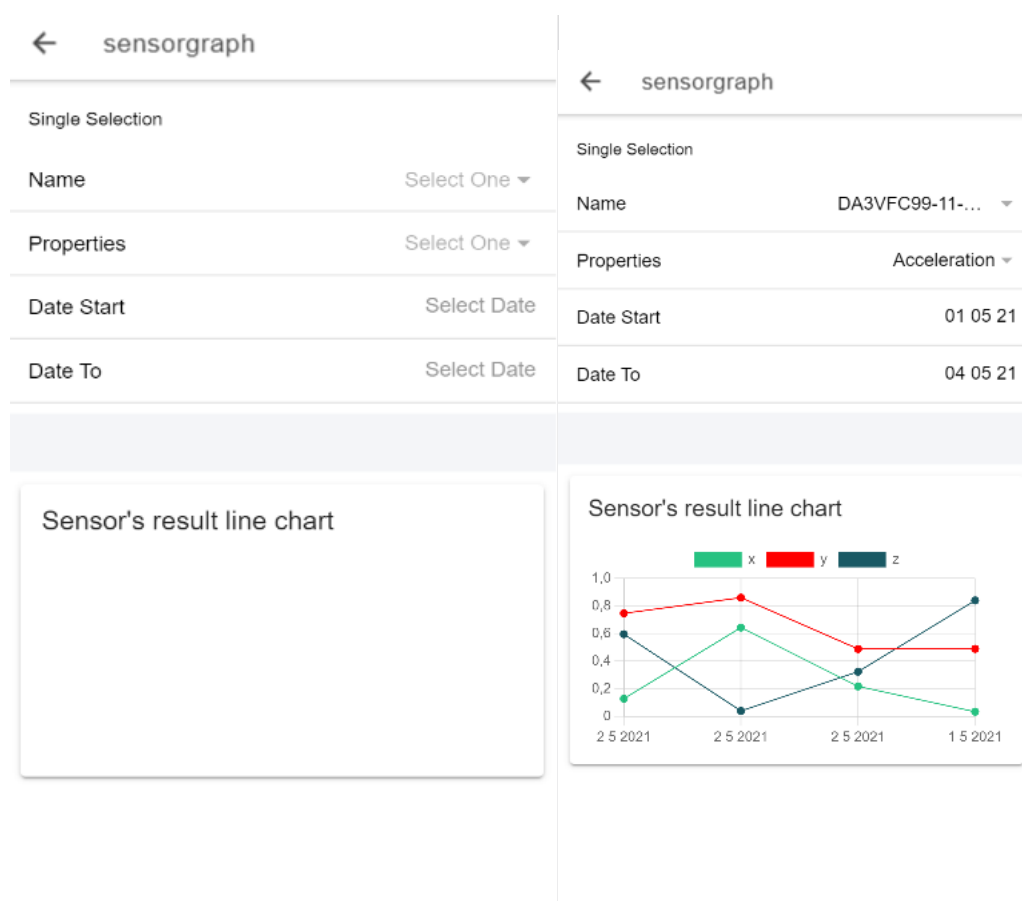 sensorgraph
Single Selection
Name Select One
Properties Select One
Date Start Select Date
Date To Select Date
Sensor's result line chart
sensorgraph
Single Selection
Name DA3VFC99-11-...
Properties Acceleration
Date Start 01 05 21
Date To 04 05 21
Sensor's result line chart
x y z
1,0
0,8
0,6
0,4
0,2
0
2 5 2021 2 5 2021 2 5 2021 1 5 2021